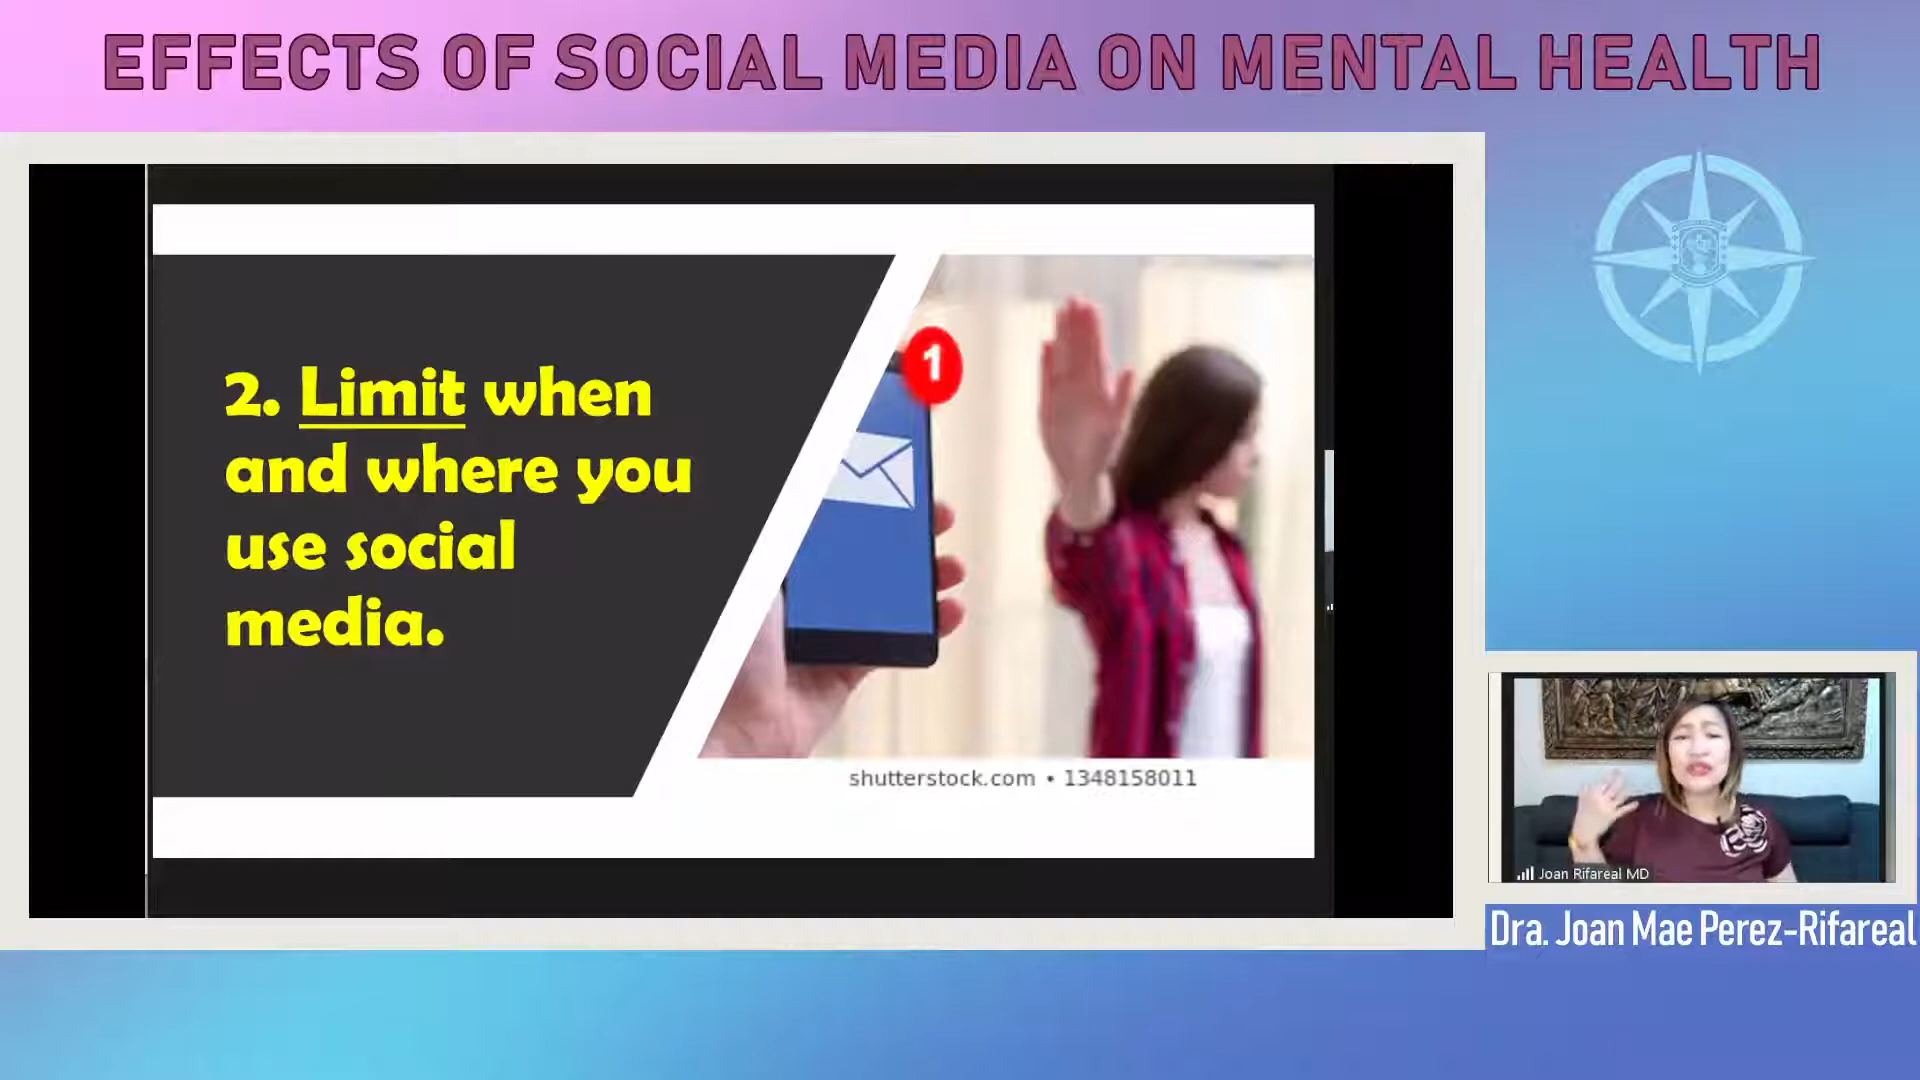 EFFECTS OF SOCIAL MEDIA ON MENTAL HEALTH
2. Limit when
and where you
use social
media.
1
shutterstock.com • 1348158011
Joan Rifareal MD
Dra. Joan Mae Perez-Rifareal